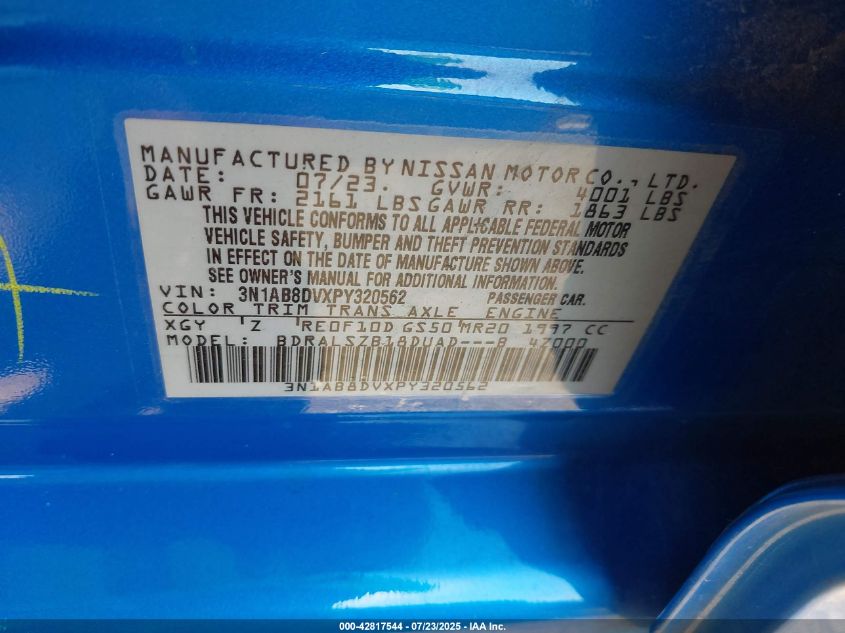 MANUFACTURED BY NISSAN MOTOR CO., LTD.
DATE: 07/23. GVWR: 4001 LBS
GAWR FR: 2161 LBS GAWR RR: 1863 LBS
THIS VEHICLE CONFORMS TO ALL APPLICABLE FEDERAL MOTOR
VEHICLE SAFETY, BUMPER AND THEFT PREVENTION STANDARDS
IN EFFECT ON THE DATE OF MANUFACTURE SHOWN ABOVE.
SEE OWNER'S MANUAL FOR ADDITIONAL INFORMATION.
VIN: 3N1AB8DVXPY320562 PASSENGER CAR.
COLOR TRIM TRANS AXLE ENGINE
XGY Z RE0F10D GS50 MR20 1997 CC
MODEL: BDRALSZB18DUAD---B 47000
3N1AB8DVXPY320562
000-42817544 / 07/23/2025 - IAA Inc.